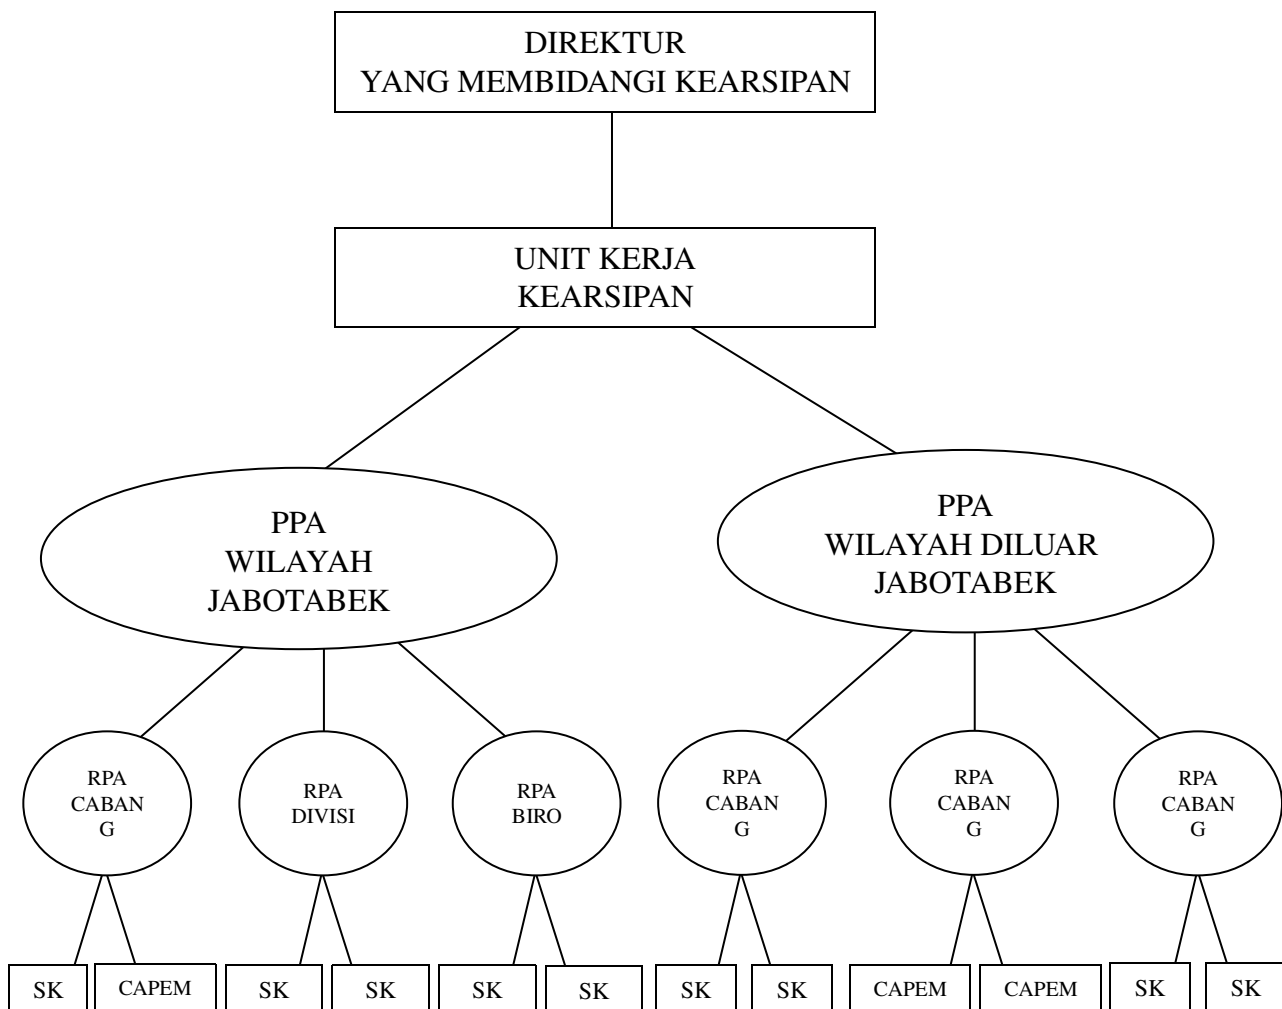 DIREKTUR
YANG MEMBIDANGI KEARSIPAN
UNIT KERJA
KEARSIPAN
PPA
WILAYAH
JABOTABEK
PPA
WILAYAH DILUAR
JABOTABEK
RPA
CABAN
G
RPA
DIVISI
RPA
BIRO
RPA
CABAN
G
RPA
CABAN
G
RPA
CABAN
G
SK
CAPEM
SK
SK
SK
SK
SK
SK
CAPEM
CAPEM
SK
SK